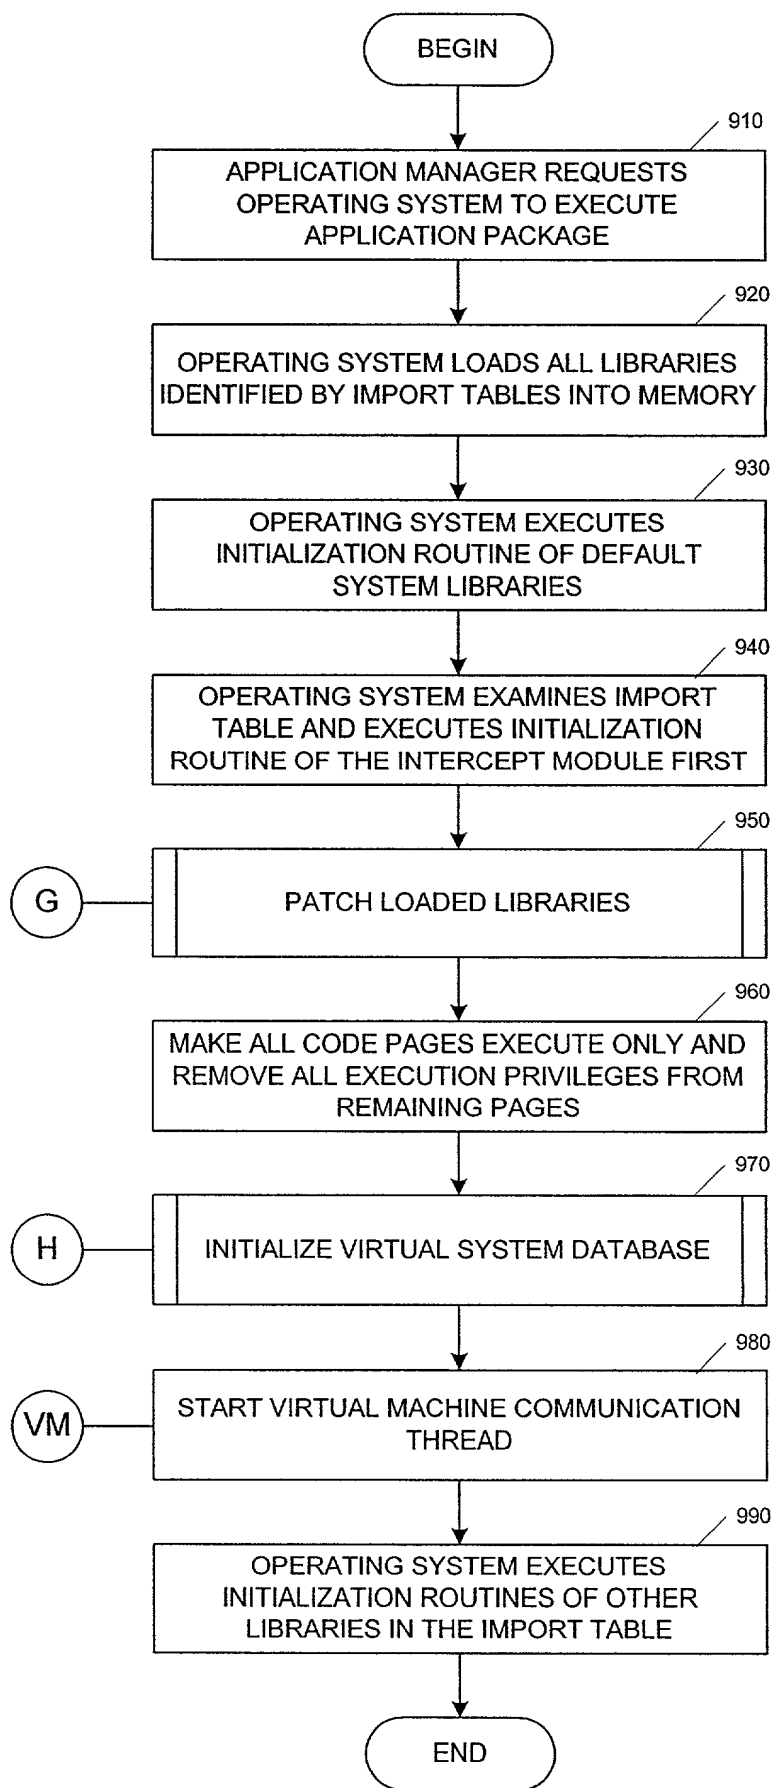 BEGIN
910
APPLICATION MANAGER REQUESTS
OPERATING SYSTEM TO EXECUTE
APPLICATION PACKAGE
920
OPERATING SYSTEM LOADS ALL LIBRARIES
IDENTIFIED BY IMPORT TABLES INTO MEMORY
930
OPERATING SYSTEM EXECUTES
INITIALIZATION ROUTINE OF DEFAULT
SYSTEM LIBRARIES
940
OPERATING SYSTEM EXAMINES IMPORT
TABLE AND EXECUTES INITIALIZATION
ROUTINE OF THE INTERCEPT MODULE FIRST
950
G
PATCH LOADED LIBRARIES
960
MAKE ALL CODE PAGES EXECUTE ONLY AND
REMOVE ALL EXECUTION PRIVILEGES FROM
REMAINING PAGES
970
H
INITIALIZE VIRTUAL SYSTEM DATABASE
980
VM
START VIRTUAL MACHINE COMMUNICATION
THREAD
990
OPERATING SYSTEM EXECUTES
INITIALIZATION ROUTINES OF OTHER
LIBRARIES IN THE IMPORT TABLE
END